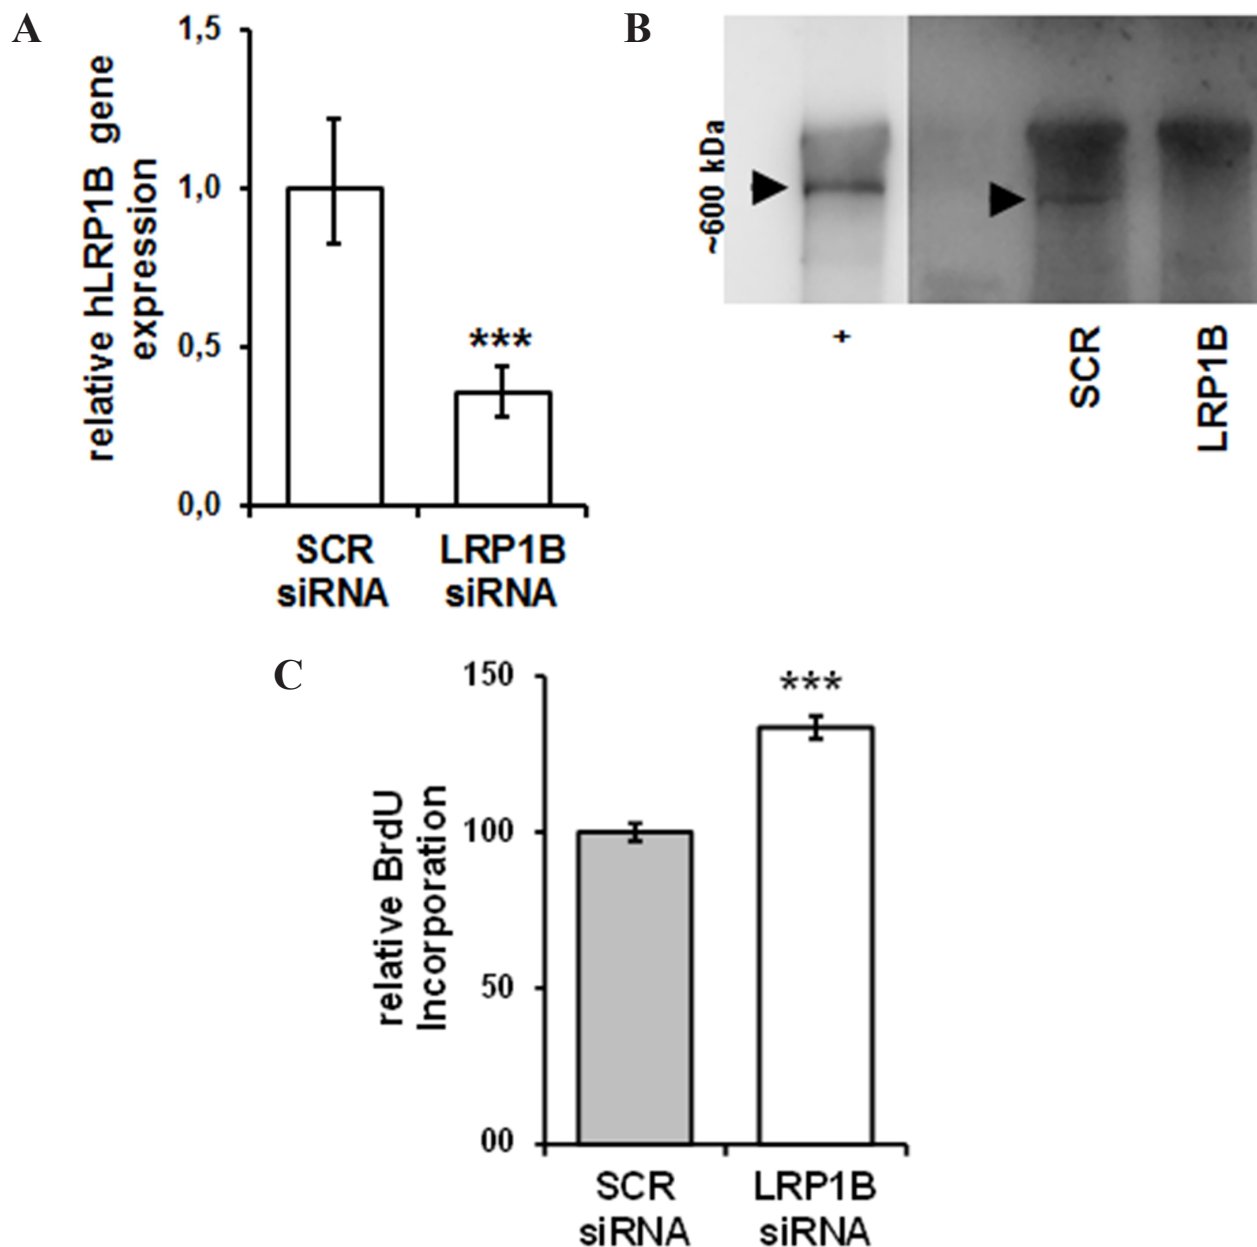 A
1,5
1,0
0,5
0,0
relative hLRP1B gene
expression
***
SCR
siRNA
LRP1B
siRNA
B
~600 kDa
+
SCR
LRP1B
C
150
100
50
00
relative BrdU
Incorporation
***
SCR
siRNA
LRP1B
siRNA